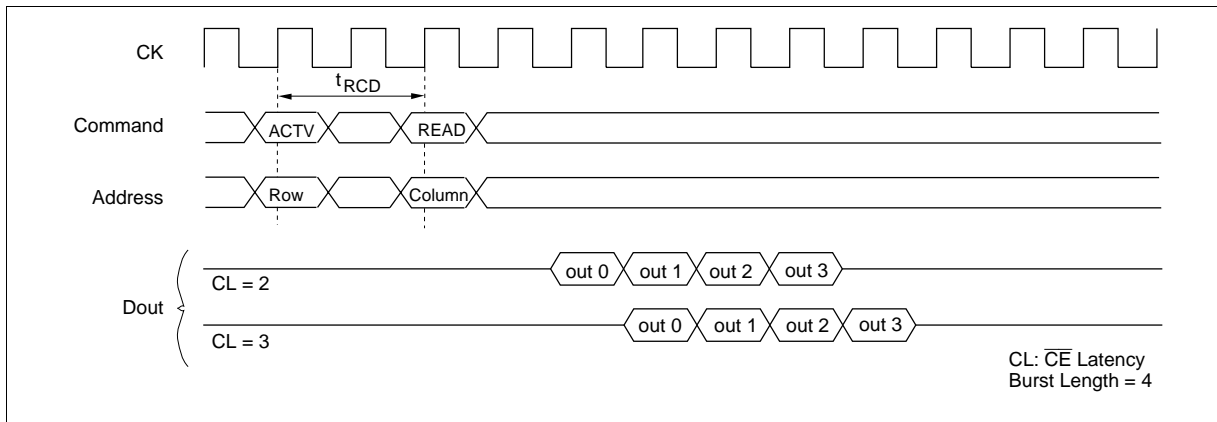 CK
tRCD
Command ACTV READ
Address Row Column
Dout
CL = 2 out 0 out 1 out 2 out 3
CL = 3 out 0 out 1 out 2 out 3
CL: C̅E̅ Latency
Burst Length = 4